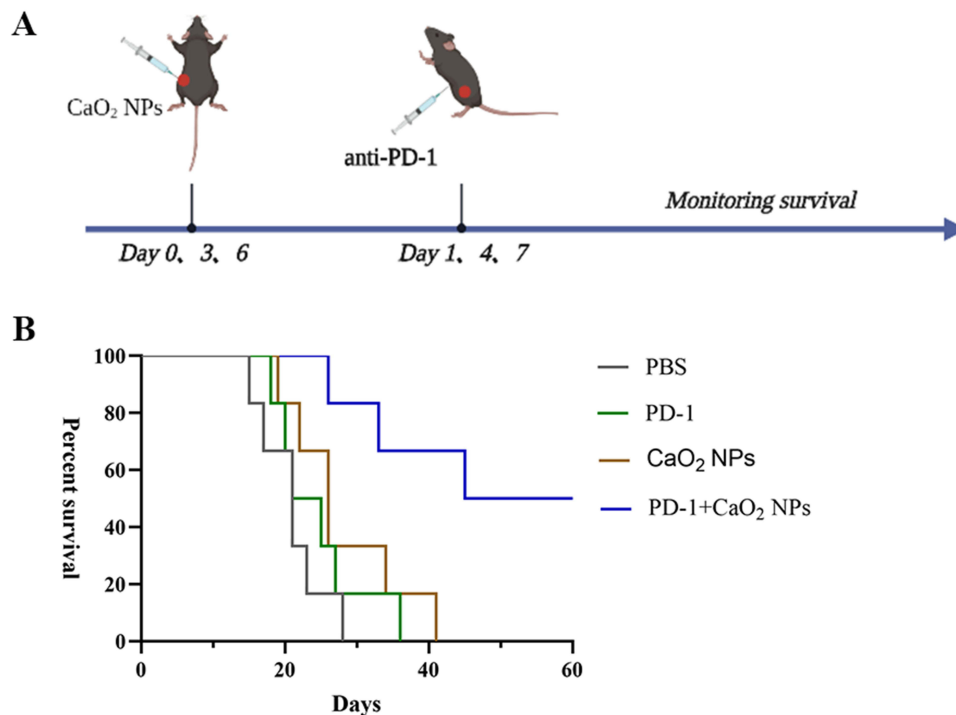 A
CaO₂ NPs
anti-PD-1
Monitoring survival
Day 0、3、6
Day 1、4、7
B
Percent survival
100
80
60
40
20
0
0
20
40
60
Days
PBS
PD-1
CaO₂ NPs
PD-1+CaO₂ NPs